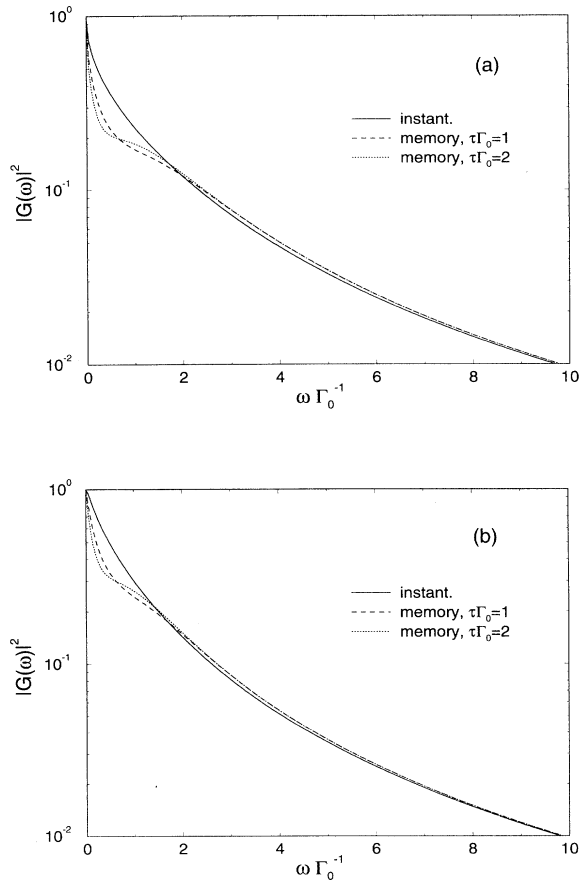 10⁰
(a)
instant.
memory, τΓ₀=1
memory, τΓ₀=2
|G(ω)|²
10⁻¹
10⁻²
0 2 4 6 8 10
ω Γ₀⁻¹
10⁰
(b)
instant.
memory, τΓ₀=1
memory, τΓ₀=2
|G(ω)|²
10⁻¹
10⁻²
0 2 4 6 8 10
ω Γ₀⁻¹